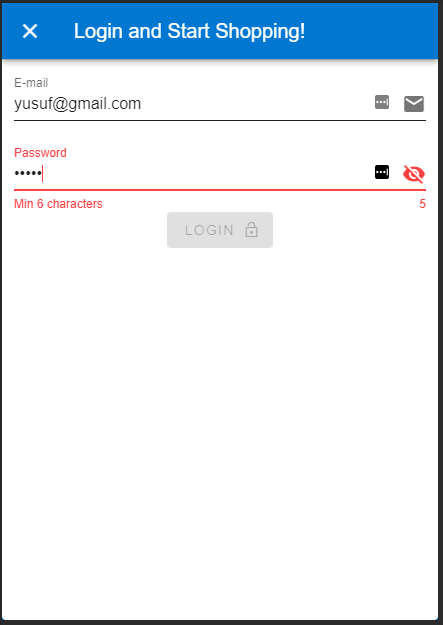 Login and Start Shopping!
E-mail
yusuf@gmail.com
Password
•••••
Min 6 characters 5
LOGIN